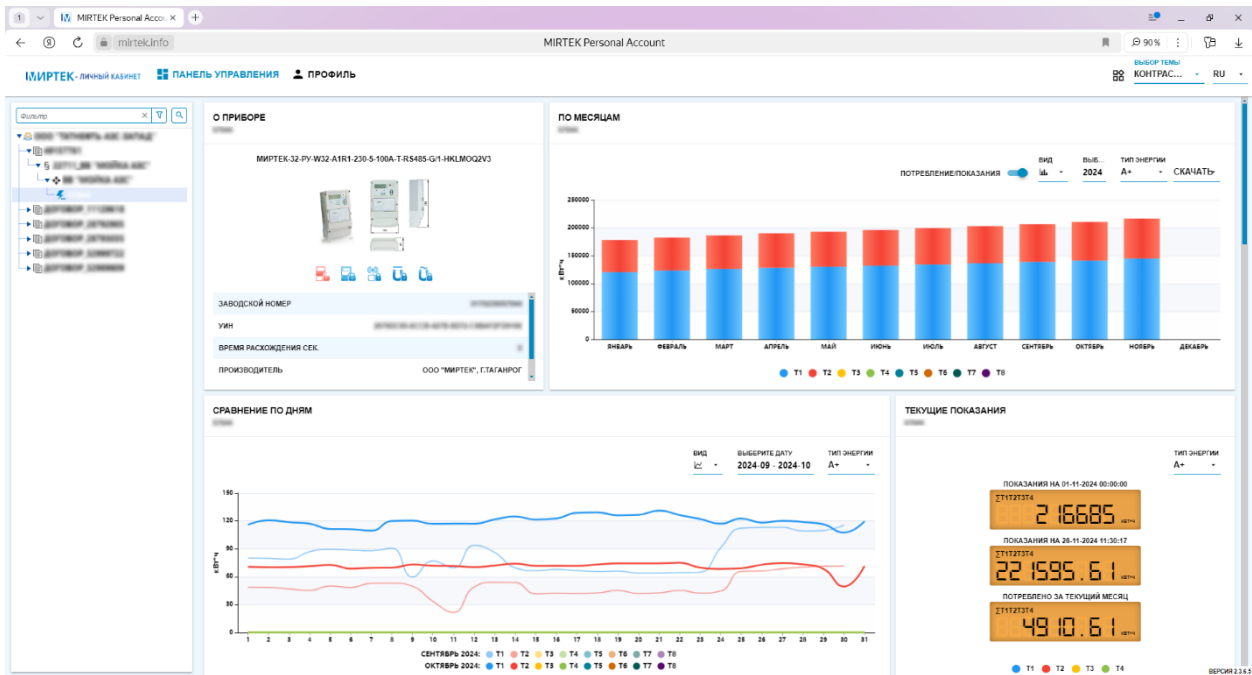 1
MIRTEK Personal Accou
mirtek.info
MIRTEK Personal Account
90 %
МИРТЕК - ЛИЧНЫЙ КАБИНЕТ
ПАНЕЛЬ УПРАВЛЕНИЯ
ПРОФИЛЬ
ВЫБОР ТЕМЫ
КОНТРАС...
RU
Фильтр
О ПРИБОРЕ
МИРТЕК-32-РУ-W32-A1R1-230-5-100A-T-RS485-G/1-HKLMOQ2V3
ЗАВОДСКОЙ НОМЕР
УИН
ВРЕМЯ РАСХОЖДЕНИЯ СЕК.
ПРОИЗВОДИТЕЛЬ
ООО "МИРТЕК", Г.ТАГАНРОГ
ПО МЕСЯЦАМ
ПОТРЕБЛЕНИЕ/ПОКАЗАНИЯ
ВИД
ВЫБ...
2024
ТИП ЭНЕРГИИ
A+
СКАЧАТЬ
250000
200000
150000
100000
50000
0
кВт*ч
ЯНВАРЬ ФЕВРАЛЬ МАРТ АПРЕЛЬ МАЙ ИЮНЬ ИЮЛЬ АВГУСТ СЕНТЯБРЬ ОКТЯБРЬ НОЯБРЬ ДЕКАБРЬ
T1 T2 T3 T4 T5 T6 T7 T8
СРАВНЕНИЕ ПО ДНЯМ
ВИД
ВЫБЕРИТЕ ДАТУ
2024-09 - 2024-10
ТИП ЭНЕРГИИ
A+
150
120
90
60
30
0
кВт*ч
1 2 3 4 5 6 7 8 9 10 11 12 13 14 15 16 17 18 19 20 21 22 23 24 25 26 27 28 29 30 31
СЕНТЯБРЬ 2024: T1 T2 T3 T4 T5 T6 T7 T8
ОКТЯБРЬ 2024: T1 T2 T3 T4 T5 T6 T7 T8
ТЕКУЩИЕ ПОКАЗАНИЯ
ТИП ЭНЕРГИИ
A+
ПОКАЗАНИЯ НА 01-11-2024 00:00:00
∑T1T2T3T4
216685 кВт*ч
ПОКАЗАНИЯ НА 26-11-2024 11:30:17
∑T1T2T3T4
221595.61 кВт*ч
ПОТРЕБЛЕНО ЗА ТЕКУЩИЙ МЕСЯЦ
∑T1T2T3T4
4910.61 кВт*ч
T1 T2 T3 T4
ВЕРСИЯ 2.3.6.5